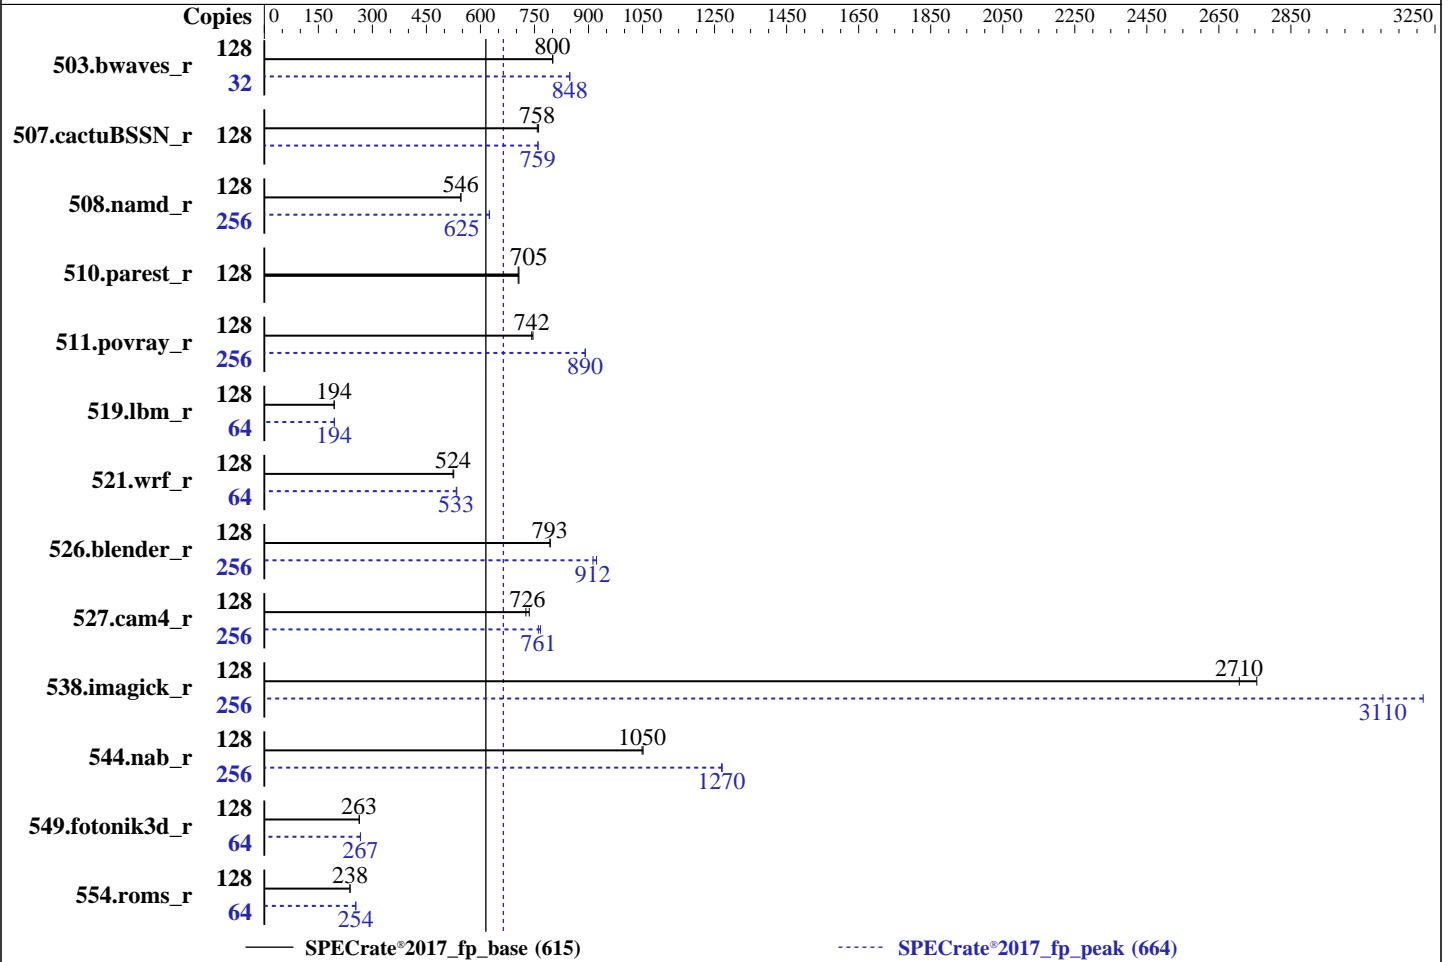 Copies 0 150 300 450 600 750 900 1050 1250 1450 1650 1850 2050 2250 2450 2650 2850 3250
503.bwaves_r 128 800
32 848
507.cactuBSSN_r 128 758
759
508.namd_r 128 546
256 625
510.parest_r 128 705
511.povray_r 128 742
256 890
519.lbm_r 128 194
64 194
521.wrf_r 128 524
64 533
526.blender_r 128 793
256 912
527.cam4_r 128 726
256 761
538.imagick_r 128 2710
256 3110
544.nab_r 128 1050
256 1270
549.fotonik3d_r 128 263
64 267
554.roms_r 128 238
64 254
SPECrate®2017_fp_base (615) SPECrate®2017_fp_peak (664)